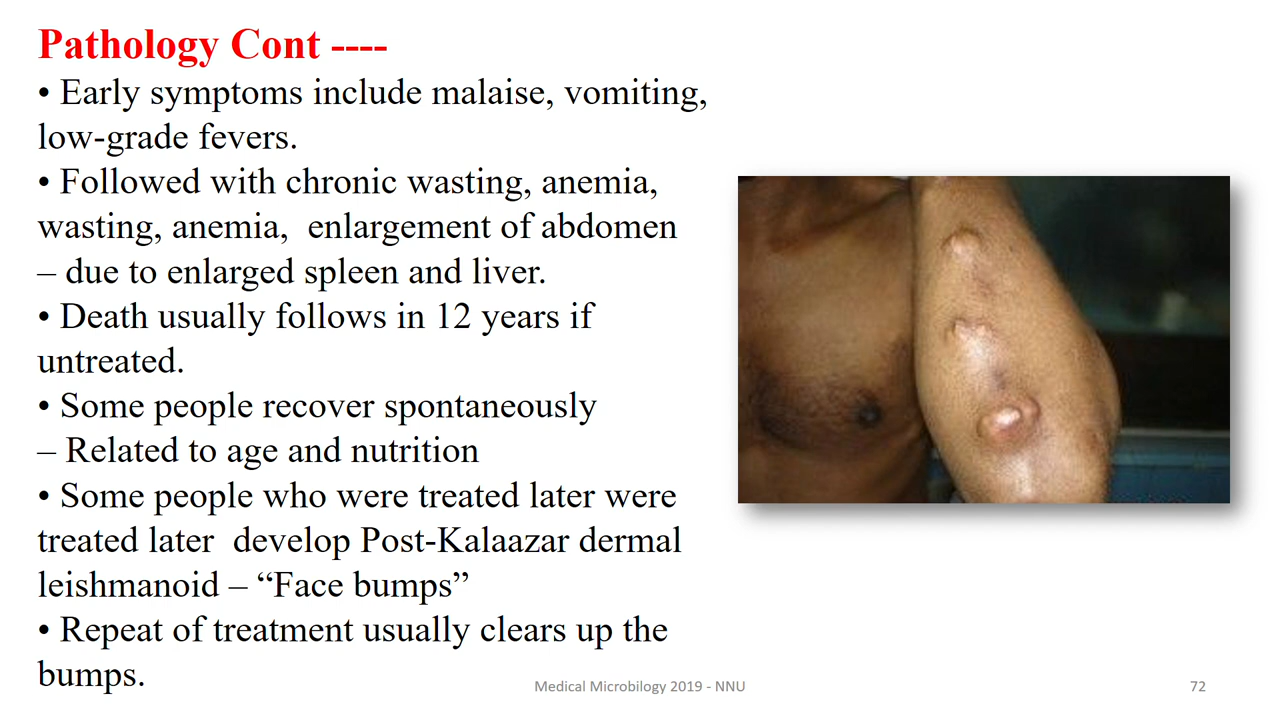 Pathology Cont ----
• Early symptoms include malaise, vomiting,
low-grade fevers.
• Followed with chronic wasting, anemia,
wasting, anemia,  enlargement of abdomen
– due to enlarged spleen and liver.
• Death usually follows in 12 years if
untreated.
• Some people recover spontaneously
– Related to age and nutrition
• Some people who were treated later were
treated later  develop Post-Kalaazar dermal
leishmanoid – “Face bumps”
• Repeat of treatment usually clears up the
bumps.
Medical Microbilogy 2019 - NNU
72